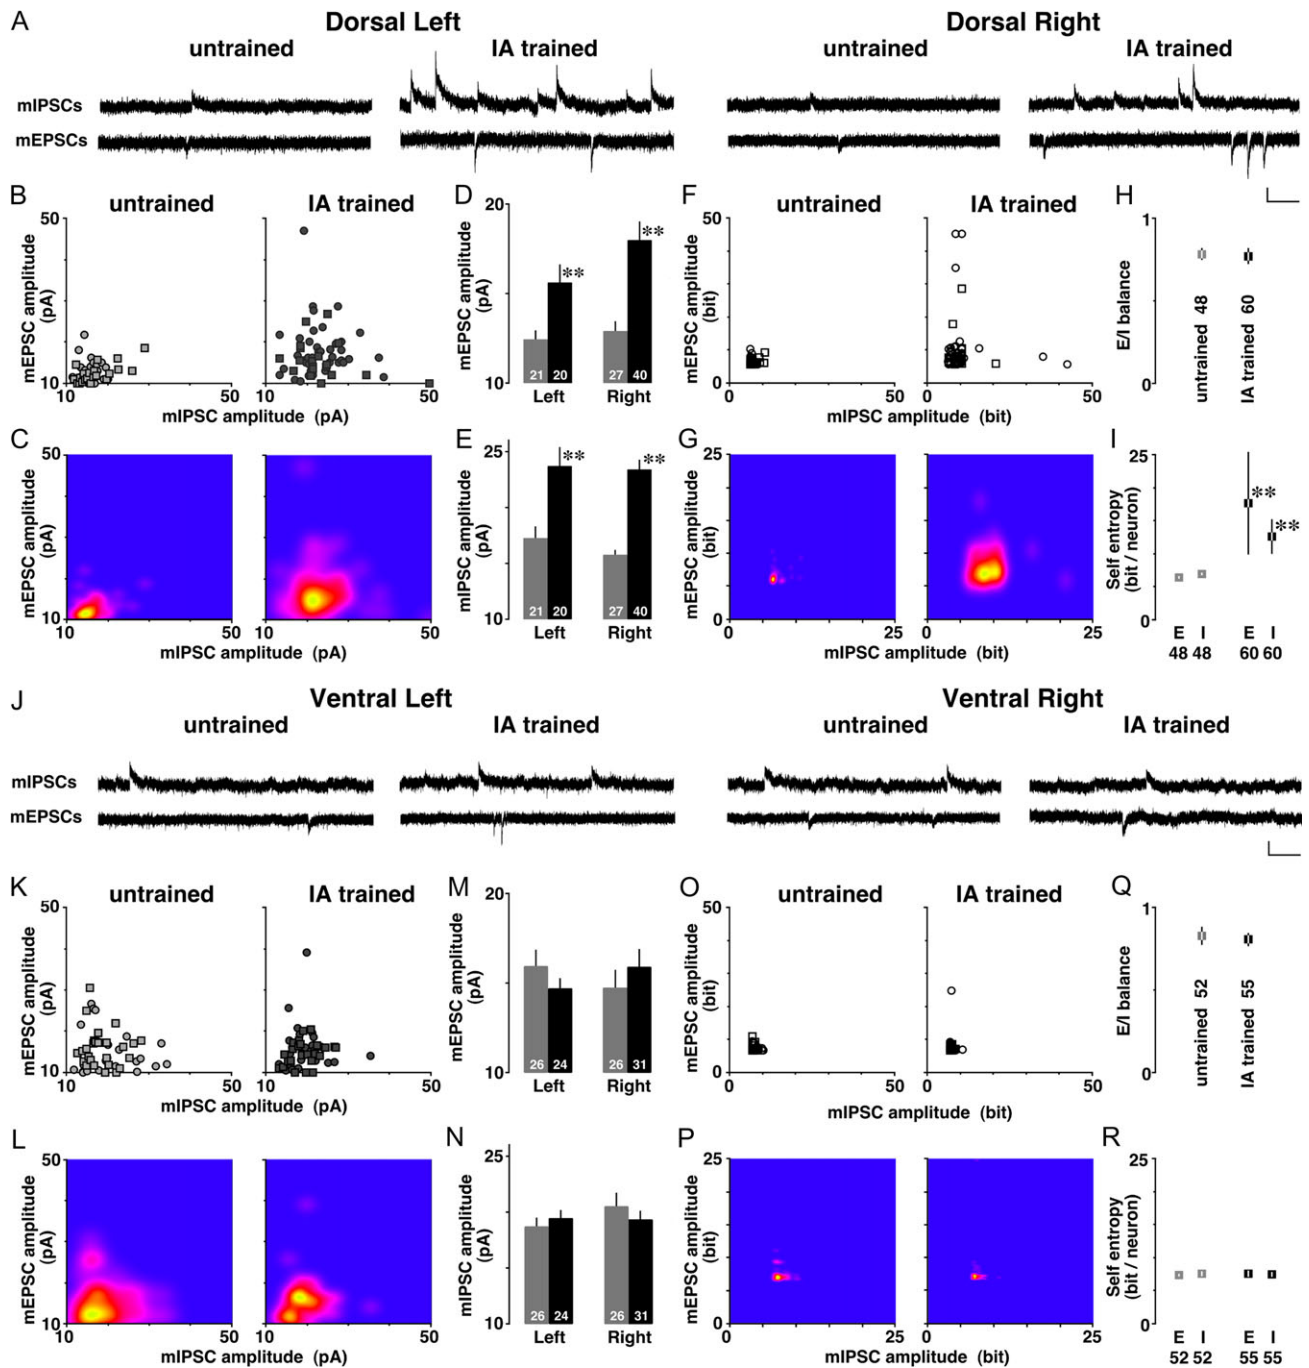 A
Dorsal Left
Dorsal Right
untrained
IA trained
untrained
IA trained
mIPSCs
mEPSCs
B
untrained
IA trained
mEPSC amplitude
(pA)
50
10
10
50
10
50
mIPSC amplitude (pA)
D
mEPSC amplitude
(pA)
20
10
**
**
21
20
27
40
Left
Right
F
untrained
IA trained
mEPSC amplitude
(bit)
50
0
0
50
0
50
mIPSC amplitude (bit)
H
E/I balance
1
0
untrained 48
IA trained 60
C
mEPSC amplitude
(pA)
50
10
10
50
10
50
mIPSC amplitude (pA)
E
mIPSC amplitude
(pA)
25
10
**
**
21
20
27
40
Left
Right
G
mEPSC amplitude
(bit)
25
0
0
25
0
25
mIPSC amplitude (bit)
I
Self entropy
(bit / neuron)
25
0
**
**
E I E I
48 48 60 60
J
Ventral Left
Ventral Right
untrained
IA trained
untrained
IA trained
mIPSCs
mEPSCs
K
untrained
IA trained
mEPSC amplitude
(pA)
50
10
10
50
10
50
mIPSC amplitude (pA)
M
mEPSC amplitude
(pA)
20
10
26
24
26
31
Left
Right
O
untrained
IA trained
mEPSC amplitude
(bit)
50
0
0
50
0
50
mIPSC amplitude (bit)
Q
E/I balance
1
0
untrained 52
IA trained 55
L
mEPSC amplitude
(pA)
50
10
10
50
10
50
mIPSC amplitude (pA)
N
mIPSC amplitude
(pA)
25
10
26
24
26
31
Left
Right
P
mEPSC amplitude
(bit)
25
0
0
25
0
25
mIPSC amplitude (bit)
R
Self entropy
(bit / neuron)
25
0
E I E I
52 52 55 55